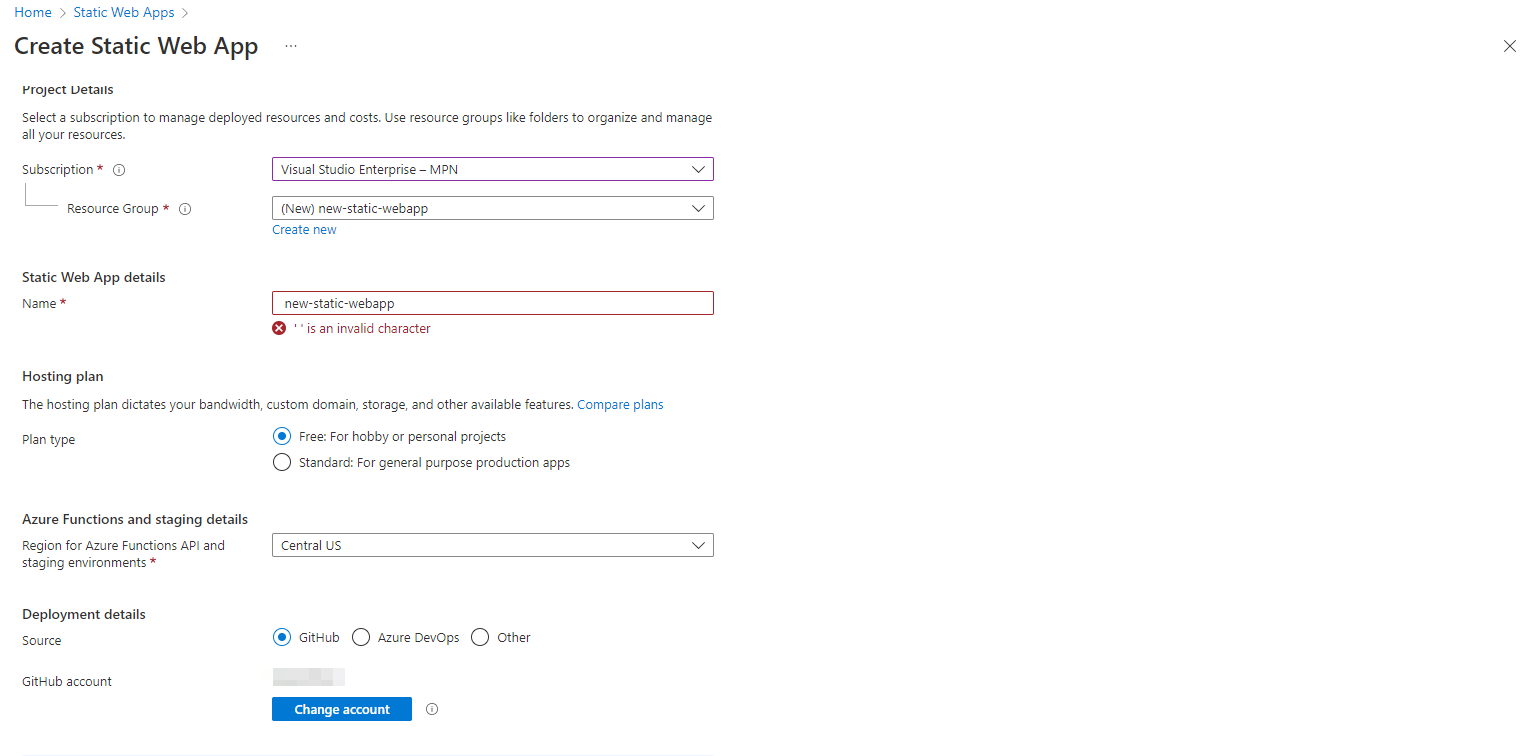 Home > Static Web Apps >
Create Static Web App ...
Project Details
Select a subscription to manage deployed resources and costs. Use resource groups like folders to organize and manage
all your resources.
Subscription *
Visual Studio Enterprise – MPN
Resource Group *
(New) new-static-webapp
Create new
Static Web App details
Name *
new-static-webapp
' ' is an invalid character
Hosting plan
The hosting plan dictates your bandwidth, custom domain, storage, and other available features. Compare plans
Plan type
Free: For hobby or personal projects
Standard: For general purpose production apps
Azure Functions and staging details
Region for Azure Functions API and
staging environments *
Central US
Deployment details
Source
GitHub Azure DevOps Other
GitHub account
Change account